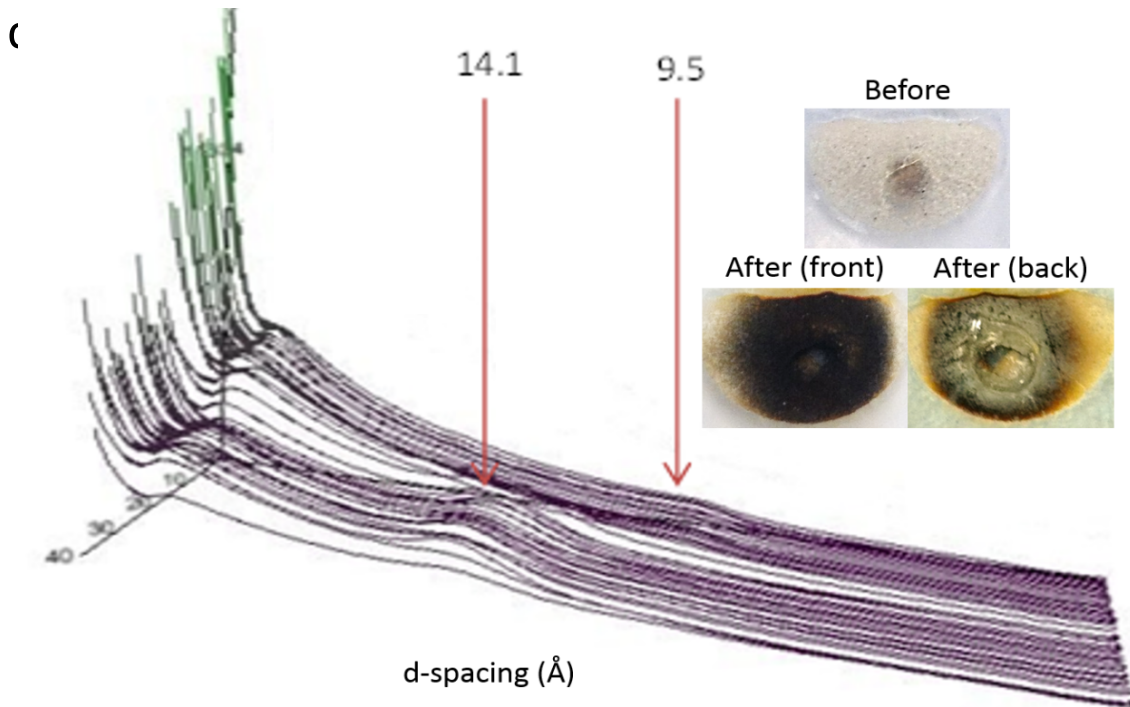 14.1
9.5
Before
After (front)
After (back)
10
20
30
40
d-spacing (Å)